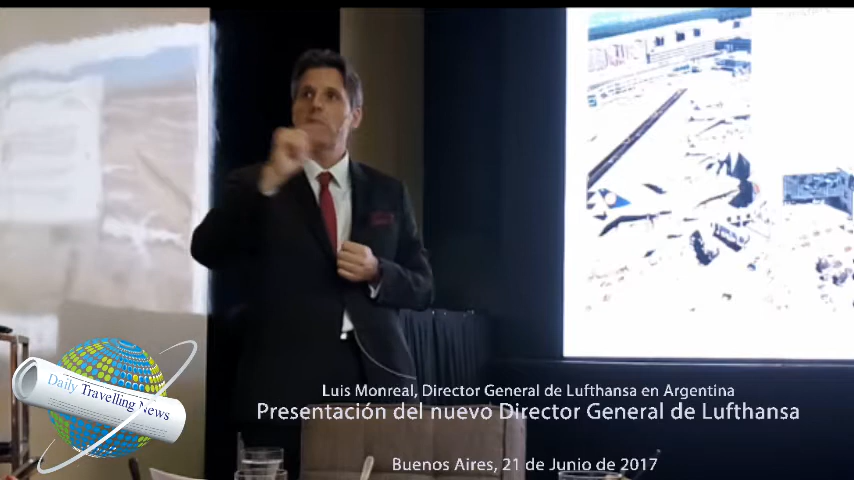 Daily Travelling News
Luis Monreal, Director General de Lufthansa en Argentina
Presentación del nuevo Director General de Lufthansa
Buenos Aires, 21 de Junio de 2017